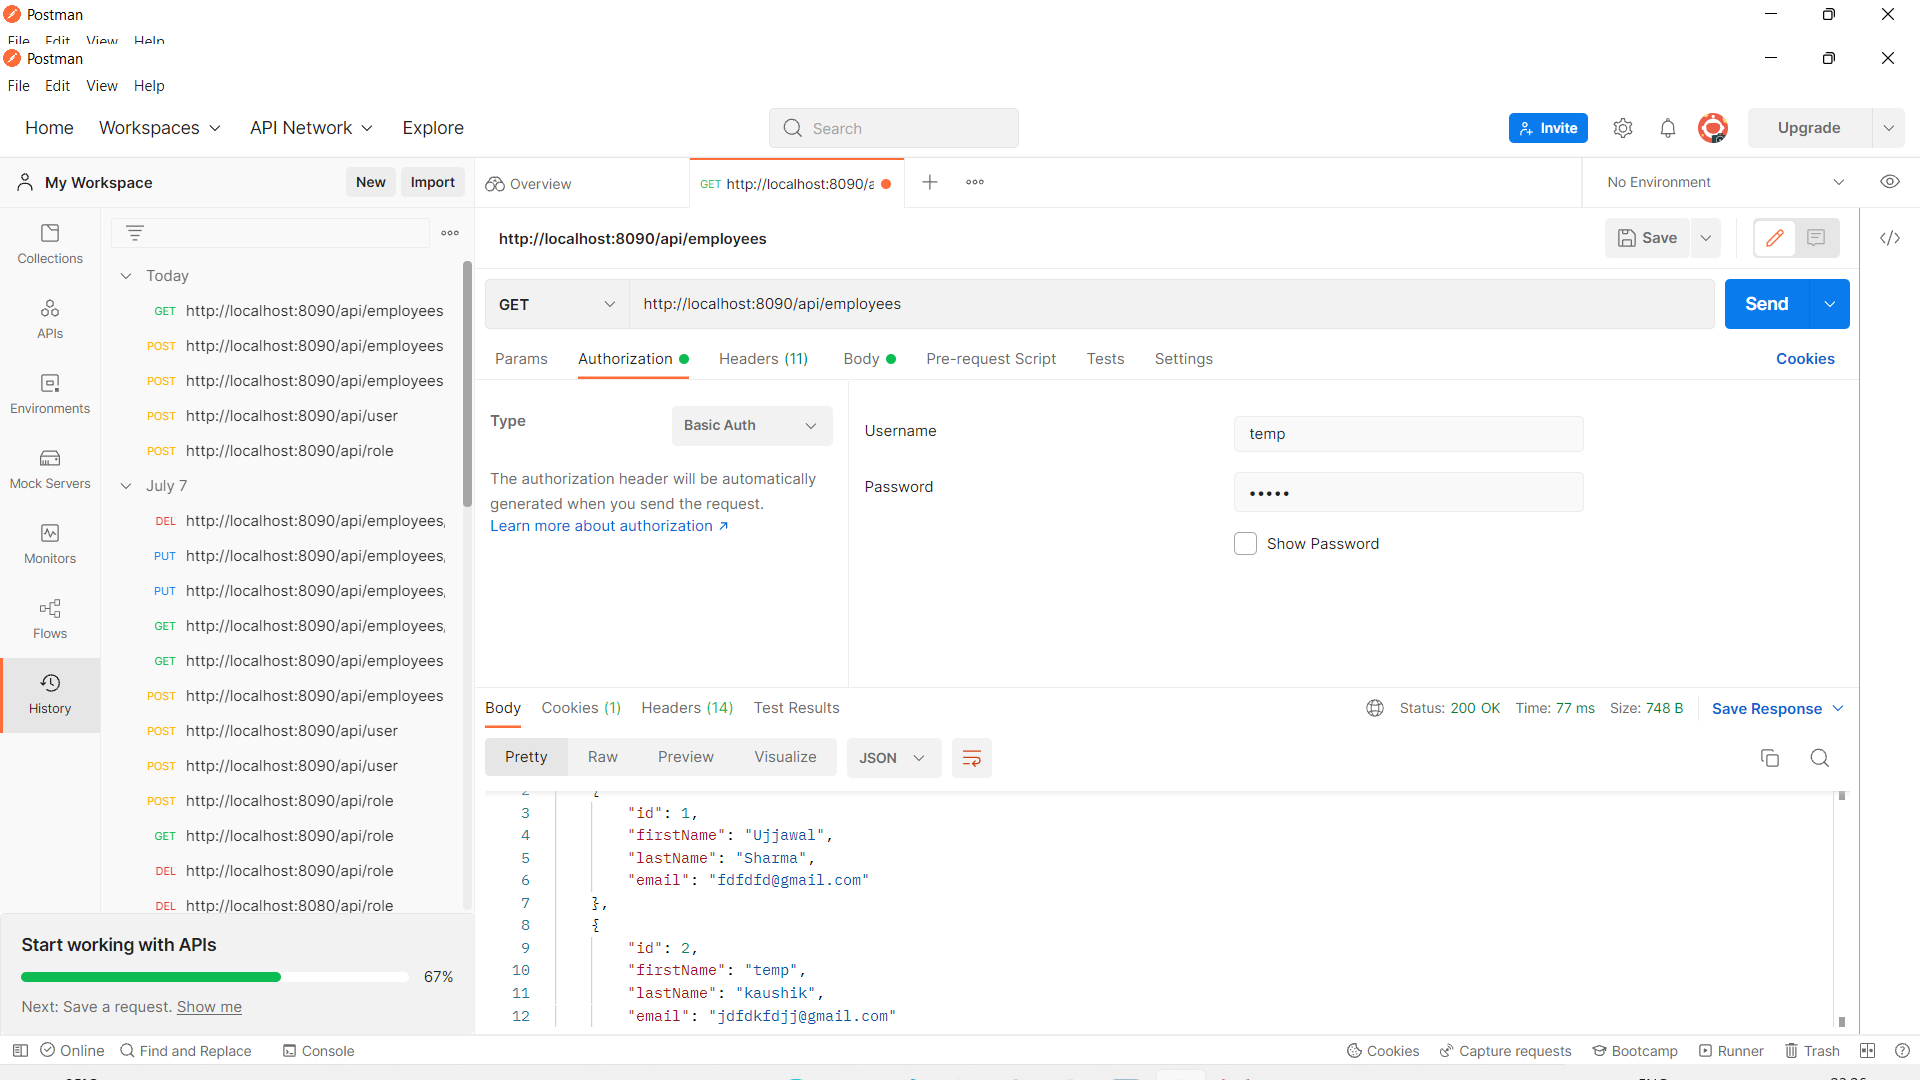 Postman
File Edit View Help
Postman
File Edit View Help
Home Workspaces API Network Explore
Search
Invite
Upgrade
My Workspace
New Import
Overview
GET http://localhost:8090/a
No Environment
Collections
APIs
Environments
Mock Servers
Monitors
Flows
History
Today
GET http://localhost:8090/api/employees
POST http://localhost:8090/api/employees
POST http://localhost:8090/api/employees
POST http://localhost:8090/api/user
POST http://localhost:8090/api/role
July 7
DEL http://localhost:8090/api/employees,
PUT http://localhost:8090/api/employees,
PUT http://localhost:8090/api/employees,
GET http://localhost:8090/api/employees,
GET http://localhost:8090/api/employees
POST http://localhost:8090/api/employees
POST http://localhost:8090/api/user
POST http://localhost:8090/api/user
POST http://localhost:8090/api/role
GET http://localhost:8090/api/role
DEL http://localhost:8090/api/role
DEL http://localhost:8080/api/role
Start working with APIs
67%
Next: Save a request. Show me
http://localhost:8090/api/employees
Save
GET http://localhost:8090/api/employees
Send
Params Authorization Headers (11) Body Pre-request Script Tests Settings Cookies
Type Basic Auth
The authorization header will be automatically
generated when you send the request.
Learn more about authorization ↗
Username temp
Password •••••
Show Password
Body Cookies (1) Headers (14) Test Results
Status: 200 OK Time: 77 ms Size: 748 B Save Response
Pretty Raw Preview Visualize JSON
2 {
3 "id": 1,
4 "firstName": "Ujjawal",
5 "lastName": "Sharma",
6 "email": "fdfdfd@gmail.com"
7 },
8 {
9 "id": 2,
10 "firstName": "temp",
11 "lastName": "kaushik",
12 "email": "jdfdkfdjj@gmail.com"
Online Find and Replace Console
Cookies Capture requests Bootcamp Runner Trash